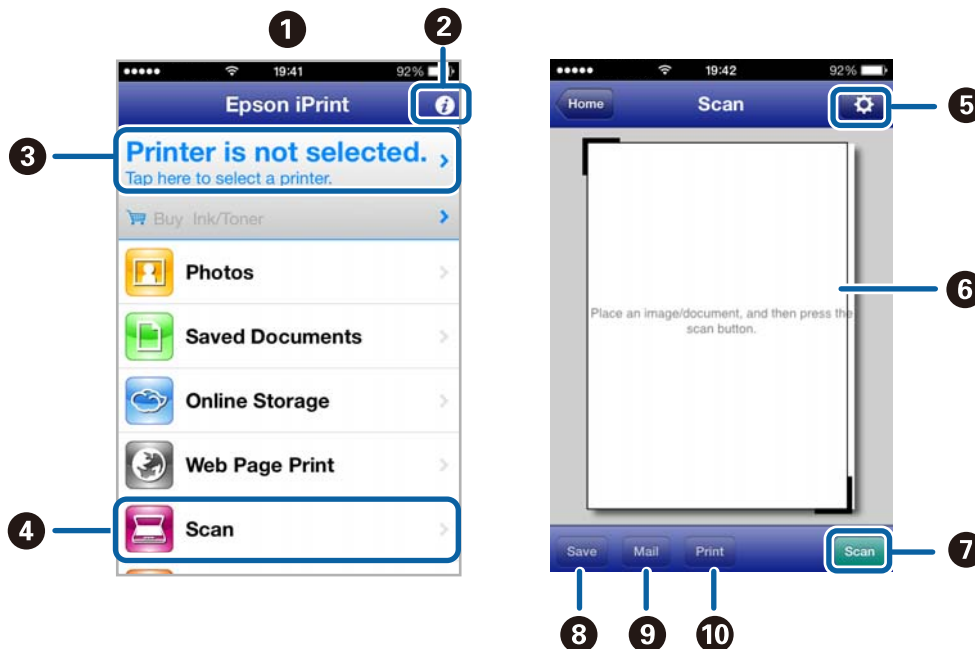 1
2
19:41
92%
Epson iPrint
3
Printer is not selected.
Tap here to select a printer.
Buy Ink/Toner
Photos
Saved Documents
Online Storage
Web Page Print
4
Scan
19:42
92%
Home
Scan
5
6
Place an image/document, and then press the
scan button.
Save
Mail
Print
Scan
7
8
9
10